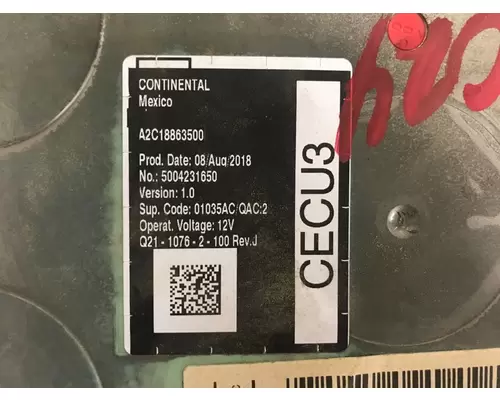 CONTINENTAL
Mexico
A2C18863500
Prod. Date: 08/Aug/2018
No.: 5004231650
Version: 1.0
Sup. Code: 01035AC/QAC:2
Operat. Voltage: 12V
Q21 - 1076 - 2 - 100 Rev.J
CECU3